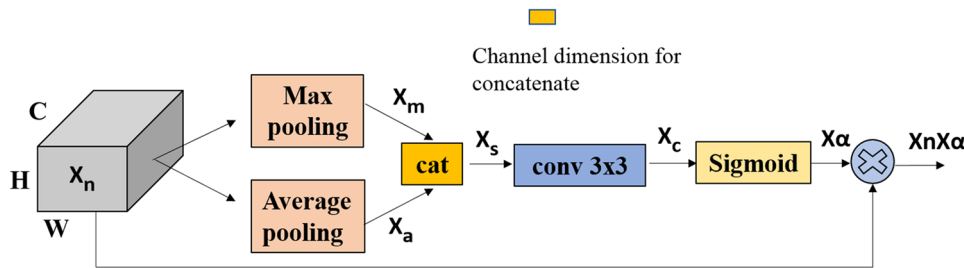 Channel dimension for
concatenate
C
H
W
Xn
Max
pooling
Average
pooling
Xm
Xa
cat
Xs
conv 3x3
Xc
Sigmoid
Xα
XnXα